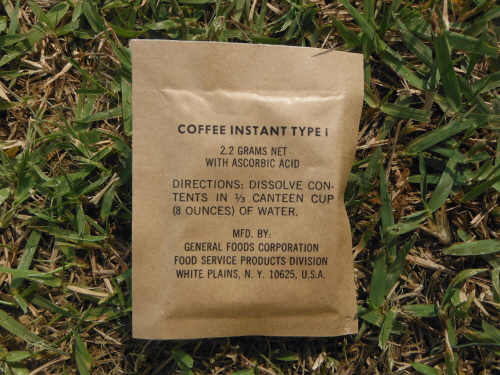 COFFEE INSTANT TYPE I
2.2 GRAMS NET
WITH ASCORBIC ACID
DIRECTIONS: DISSOLVE CON-
TENTS IN ⅓ CANTEEN CUP
(8 OUNCES) OF WATER.
MFD. BY:
GENERAL FOODS CORPORATION
FOOD SERVICE PRODUCTS DIVISION
WHITE PLAINS, N. Y. 10625, U.S.A.